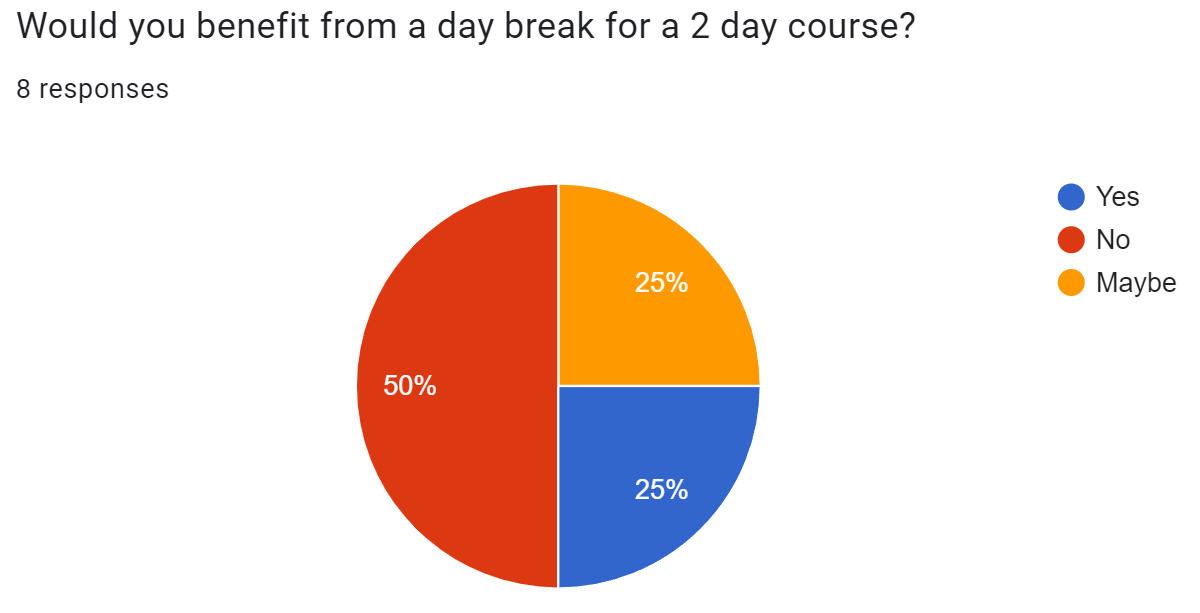 Would you benefit from a day break for a 2 day course?
8 responses
Yes
No
Maybe
25%
50%
25%